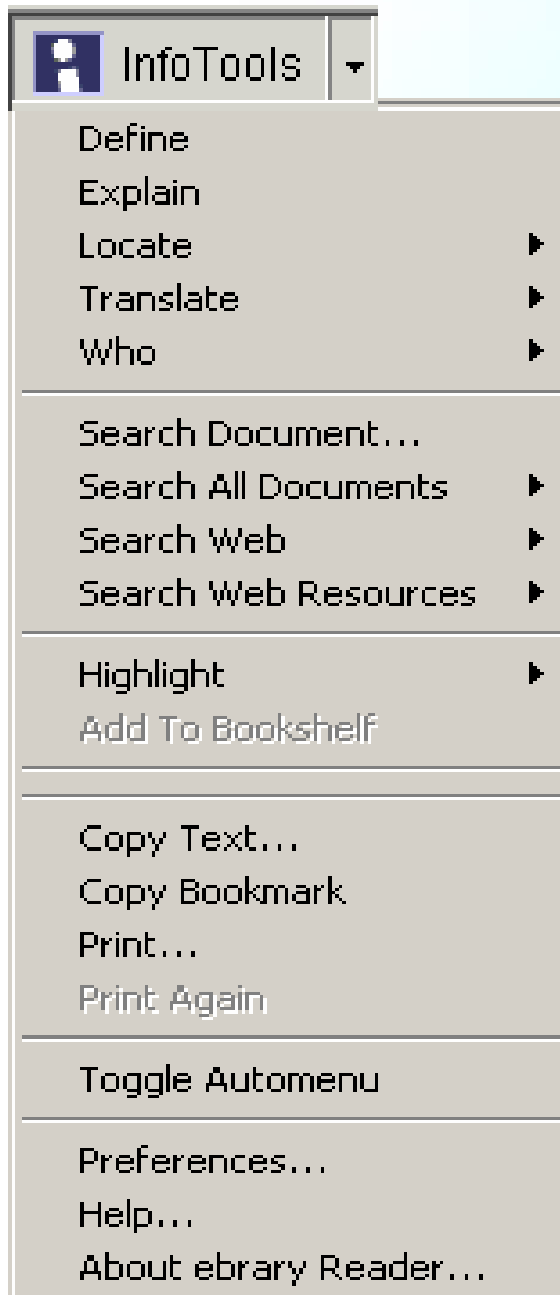 InfoTools
Define
Explain
Locate
Translate
Who
Search Document...
Search All Documents
Search Web
Search Web Resources
Highlight
Add To Bookshelf
Copy Text...
Copy Bookmark
Print...
Print Again
Toggle Automenu
Preferences...
Help...
About ebrary Reader...